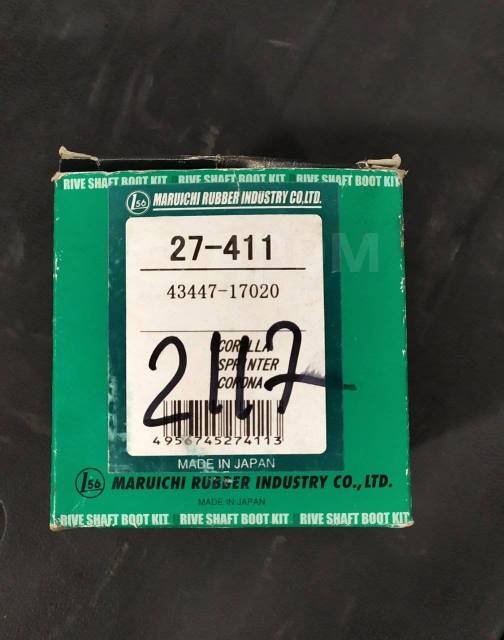 RIVE SHAFT BOOT KIT RIVE SHAFT BOOT KIT RIVE SHAFT BOOT KIT
L56 MARUICHI RUBBER INDUSTRY CO.,LTD.
27-411
M
43447-17020
COROLLA
SPRINTER
CORONA
2117
4956745274113
MADE IN JAPAN
L56 MARUICHI RUBBER INDUSTRY CO., LTD.
MADE IN JAPAN
RIVE SHAFT BOOT KIT RIVE SHAFT BOOT KIT RIVE SHAFT BOOT KIT